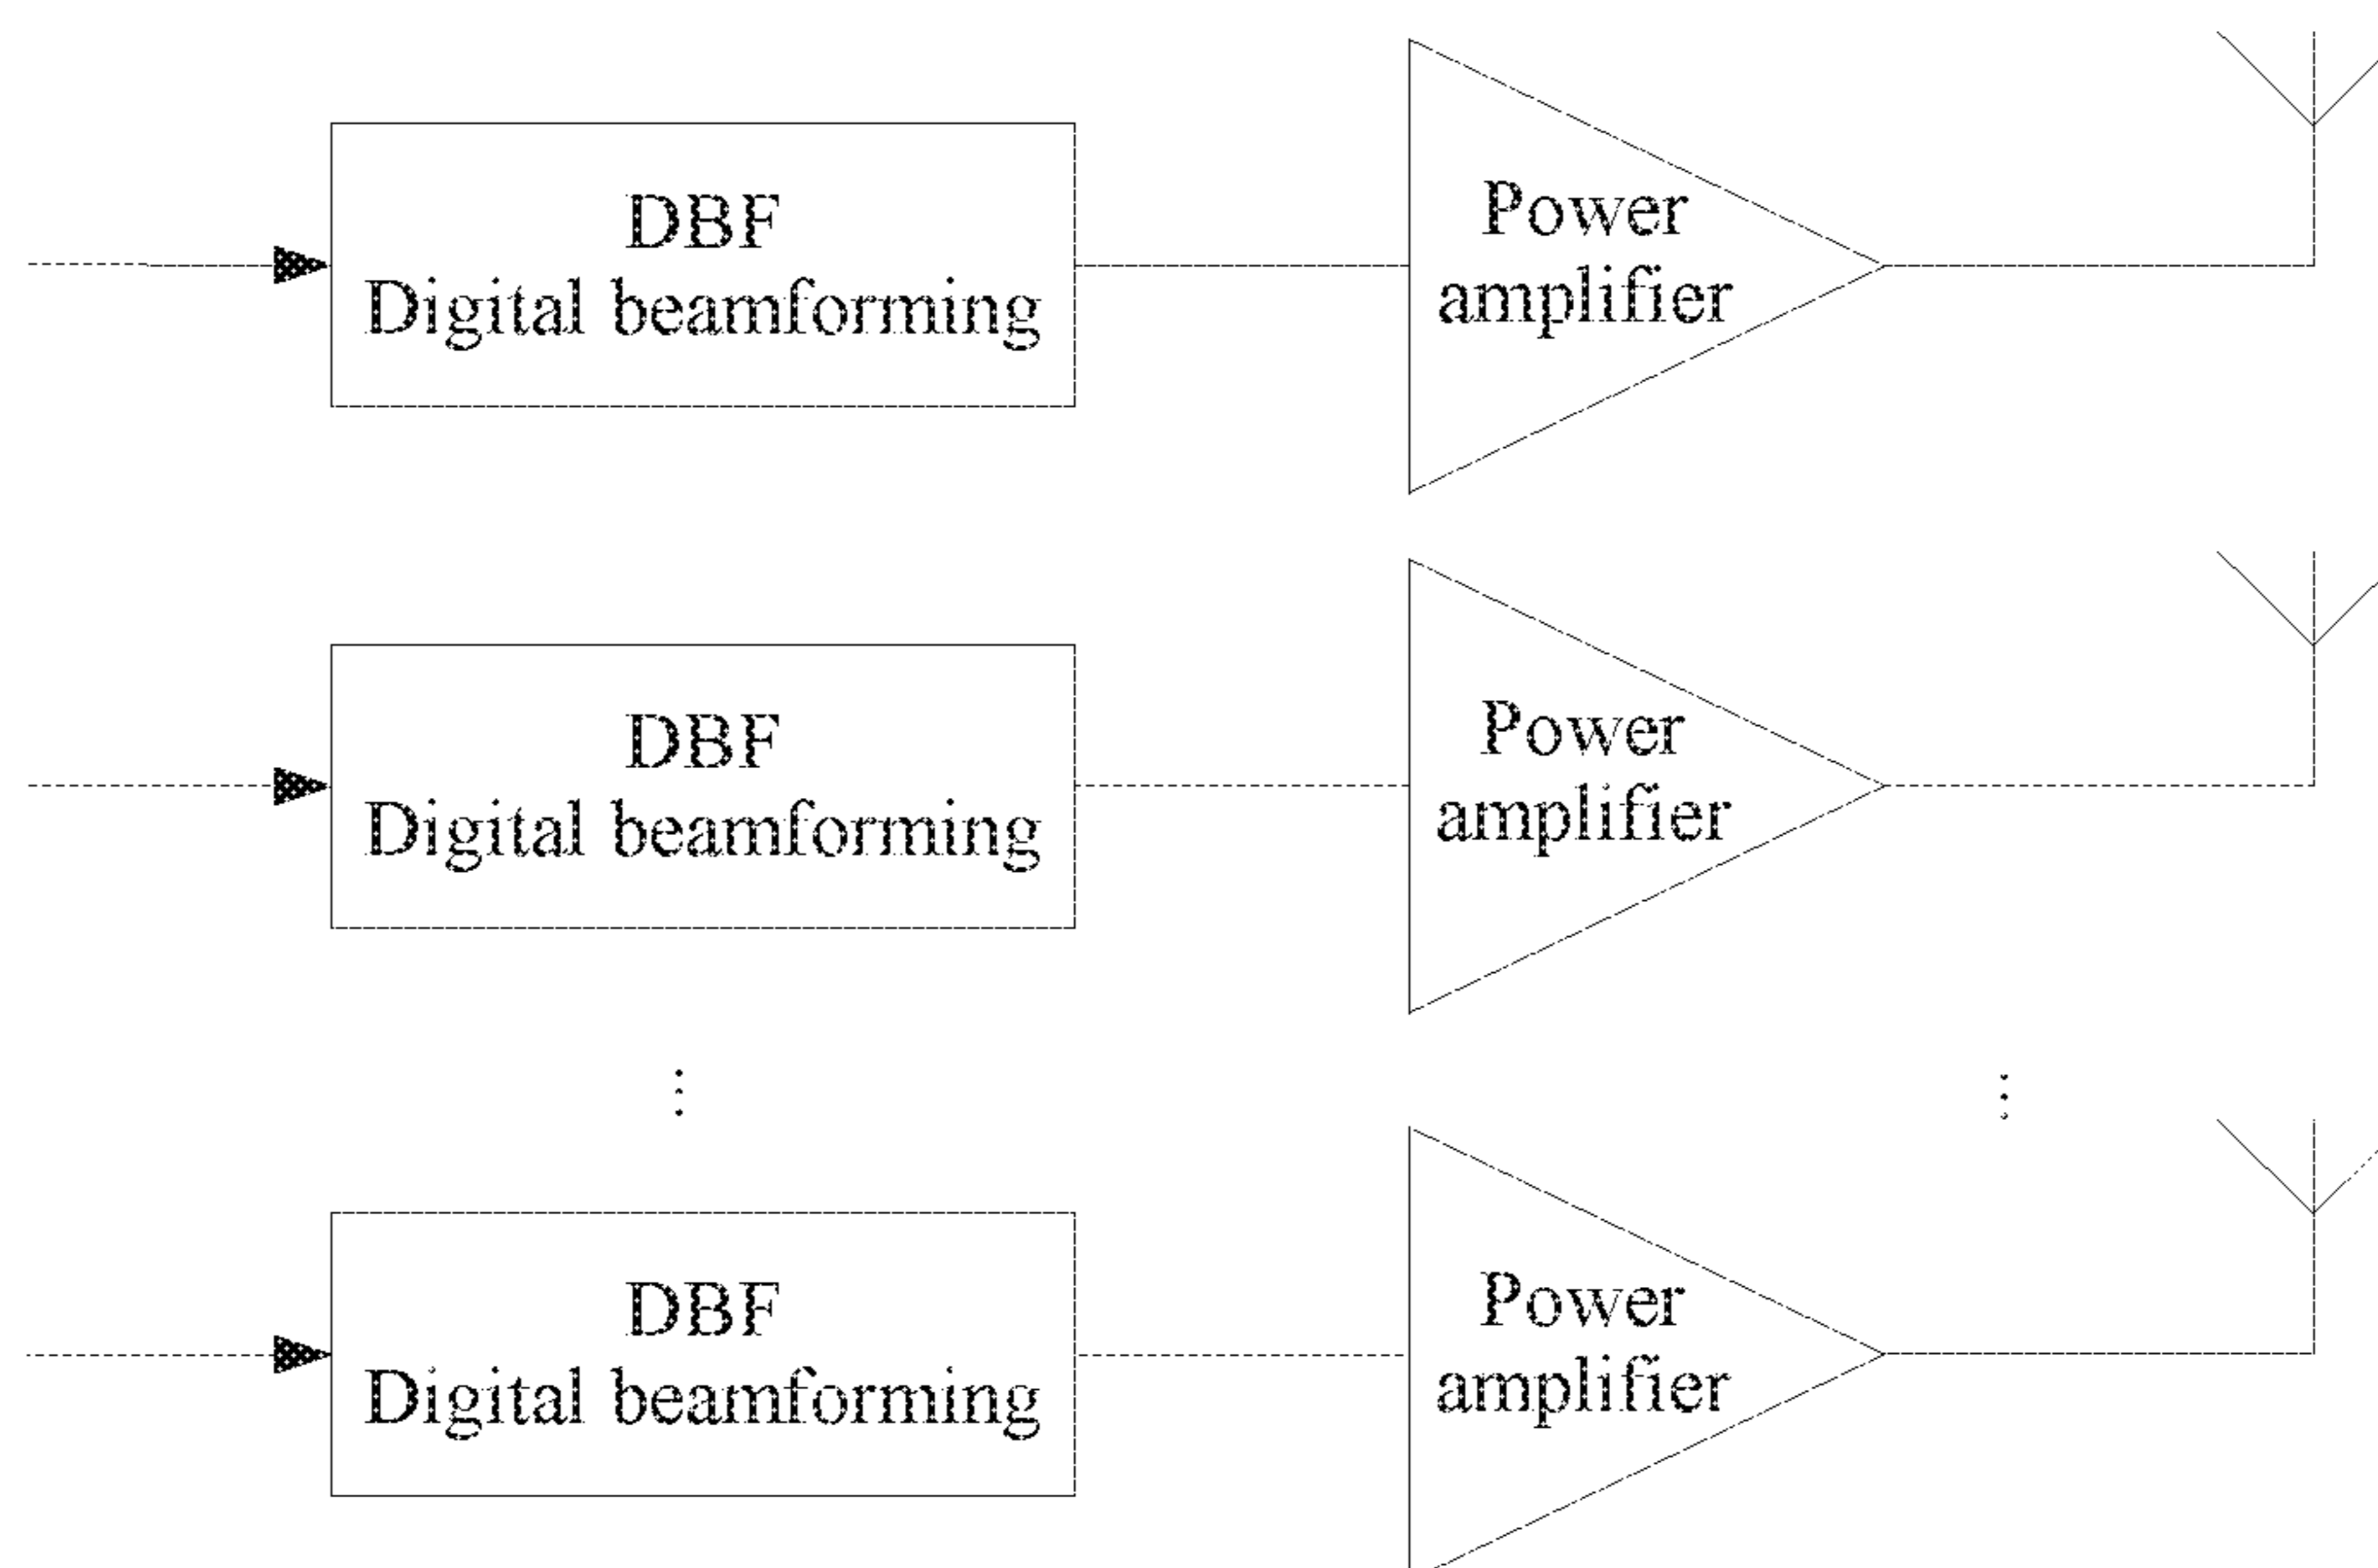 DBF
Digital beamforming
Power
amplifier
DBF
Digital beamforming
Power
amplifier
DBF
Digital beamforming
Power
amplifier